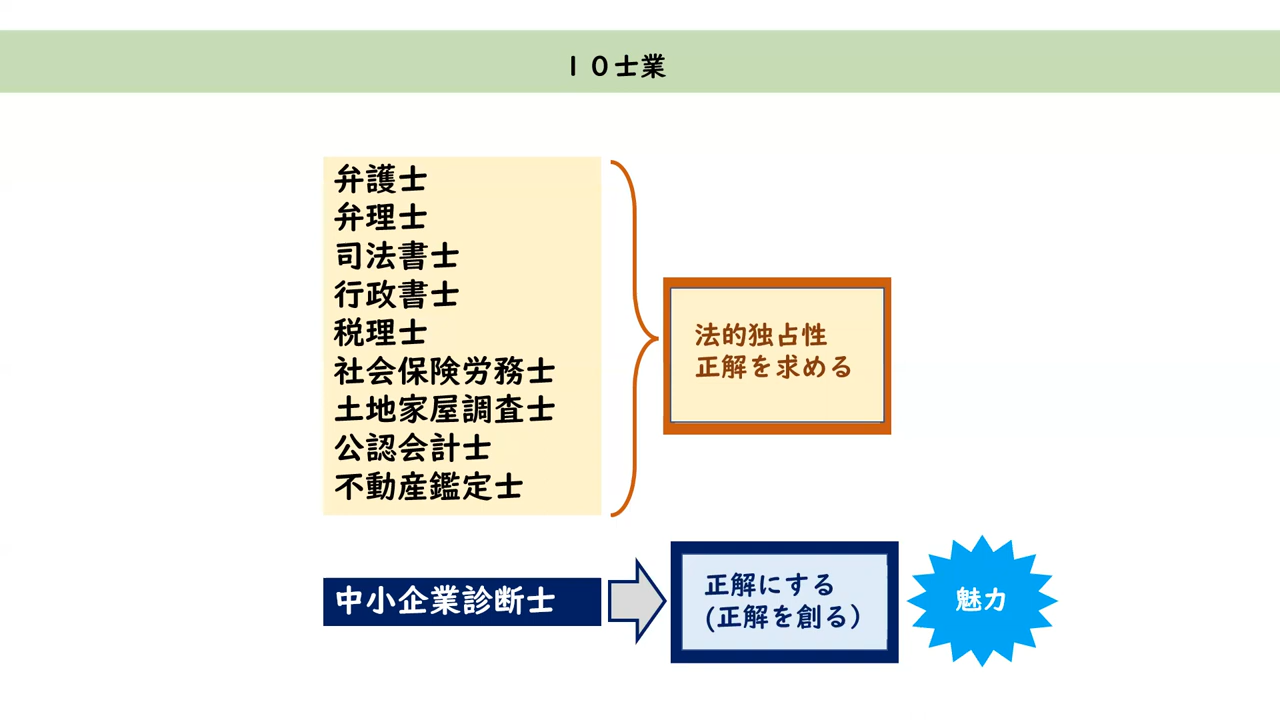 １０士業
弁護士
弁理士
司法書士
行政書士
税理士
社会保険労務士
土地家屋調査士
公認会計士
不動産鑑定士
法的独占性
正解を求める
中小企業診断士
正解にする
(正解を創る）
魅力